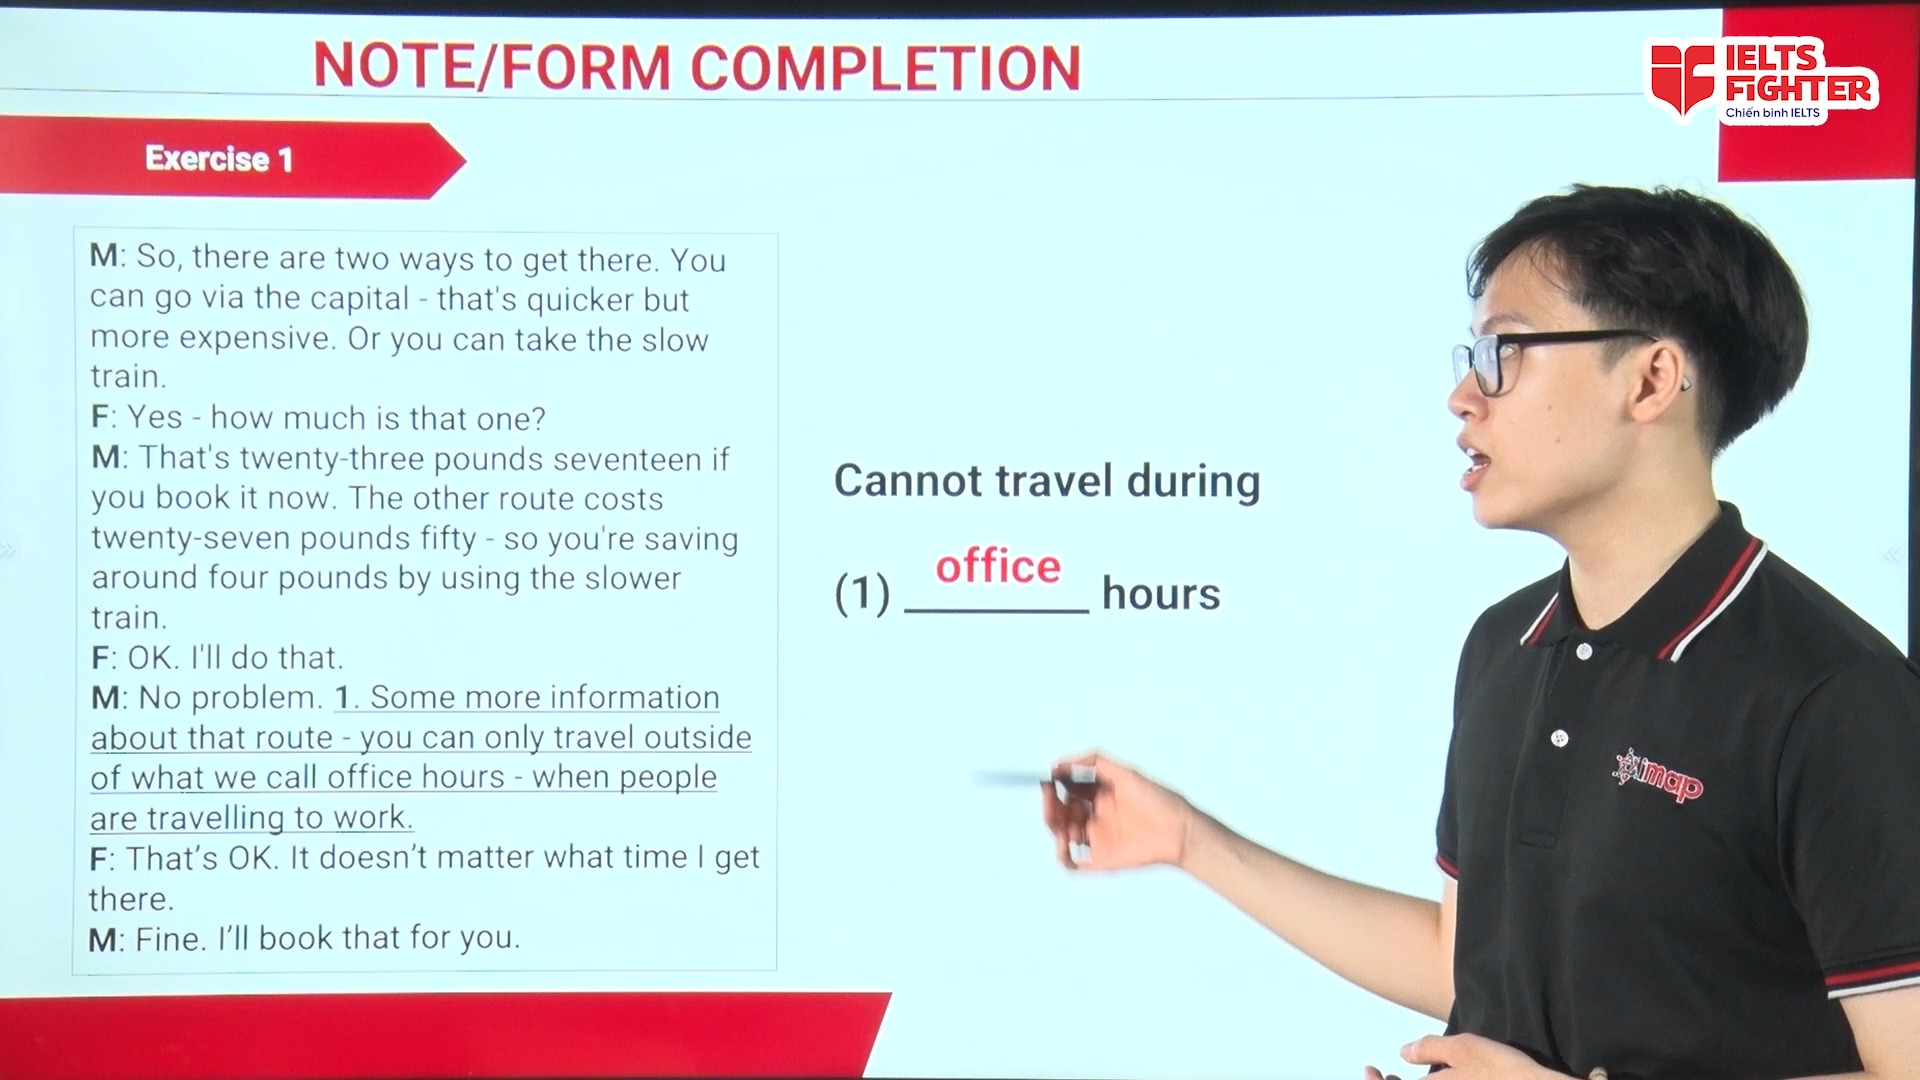 NOTE/FORM COMPLETION
IELTS
FIGHTER
Chiến binh IELTS
Exercise 1
M: So, there are two ways to get there. You
can go via the capital - that's quicker but
more expensive. Or you can take the slow
train.
F: Yes - how much is that one?
M: That's twenty-three pounds seventeen if
you book it now. The other route costs
twenty-seven pounds fifty - so you're saving
around four pounds by using the slower
train.
F: OK. I'll do that.
M: No problem. 1. Some more information
about that route - you can only travel outside
of what we call office hours - when people
are travelling to work.
F: That's OK. It doesn't matter what time I get
there.
M: Fine. I'll book that for you.
Cannot travel during
office
(1) ________ hours
imap